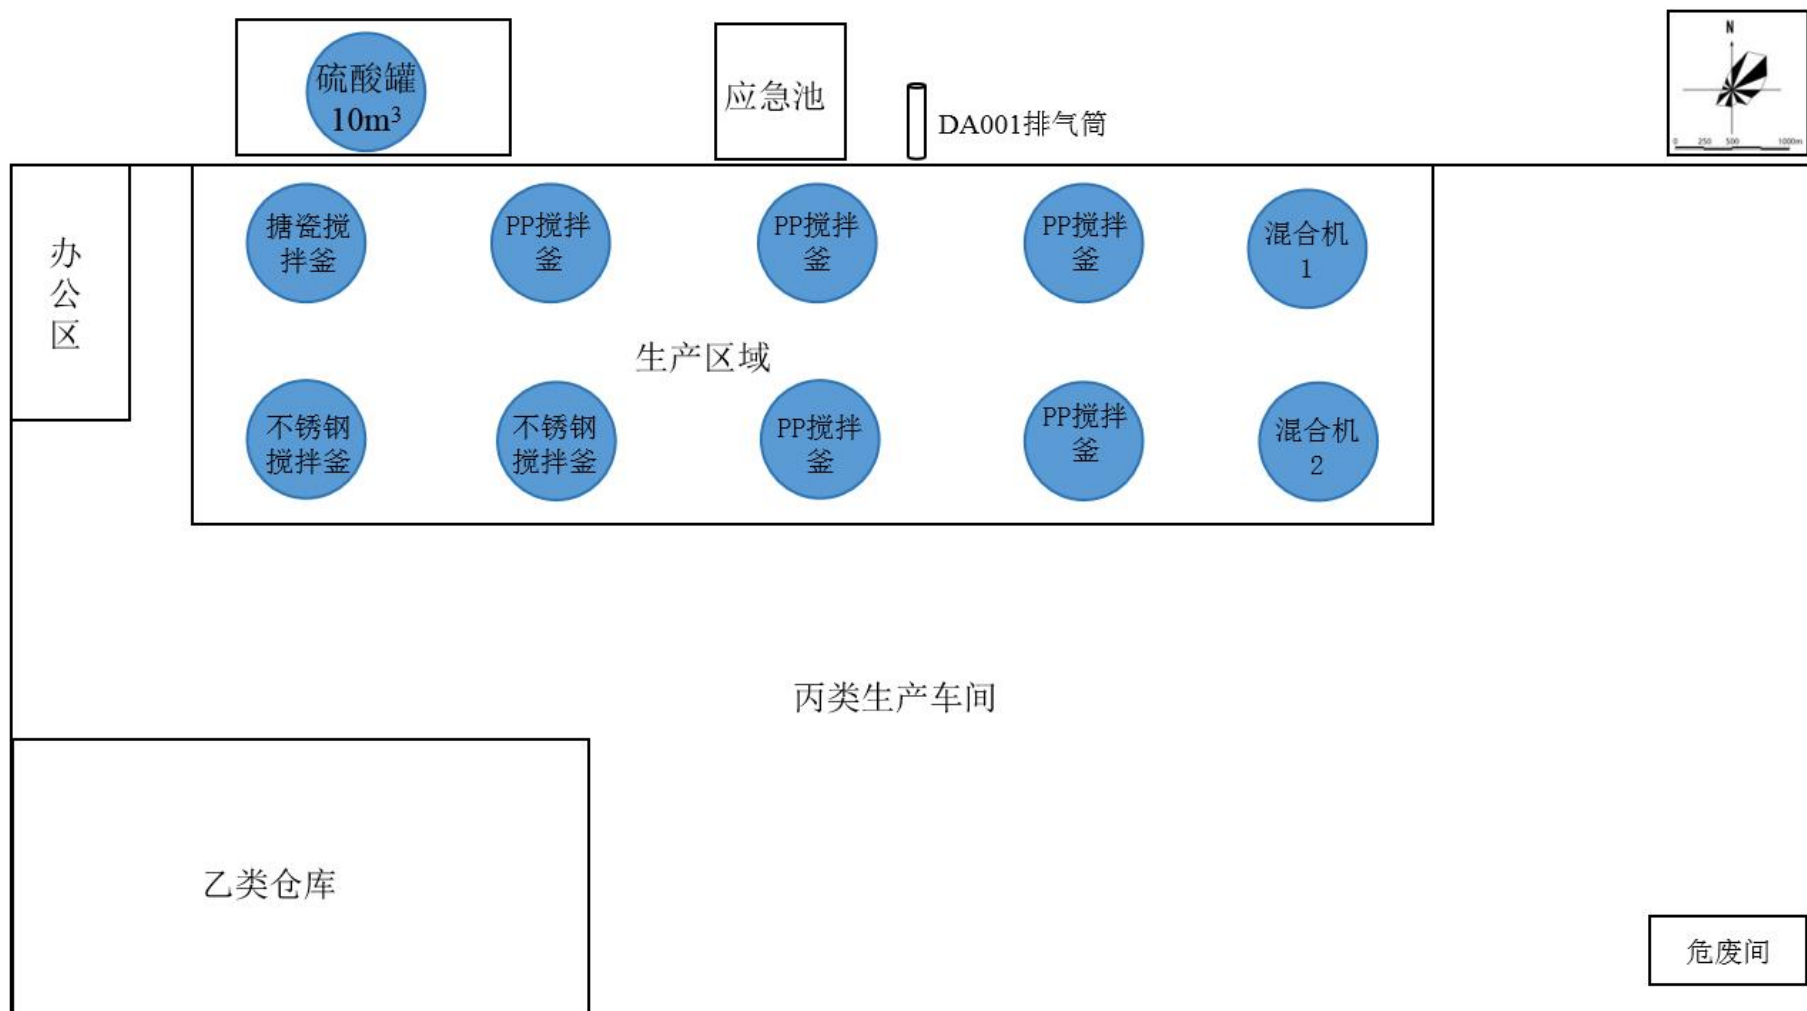 硫酸罐
10m³
应急池
DA001排气筒
N
0 250 500 1000m
办
公
区
搪瓷搅
拌釜
PP搅拌
釜
PP搅拌
釜
PP搅拌
釜
混合机
1
生产区域
不锈钢
搅拌釜
不锈钢
搅拌釜
PP搅拌
釜
PP搅拌
釜
混合机
2
丙类生产车间
乙类仓库
危废间